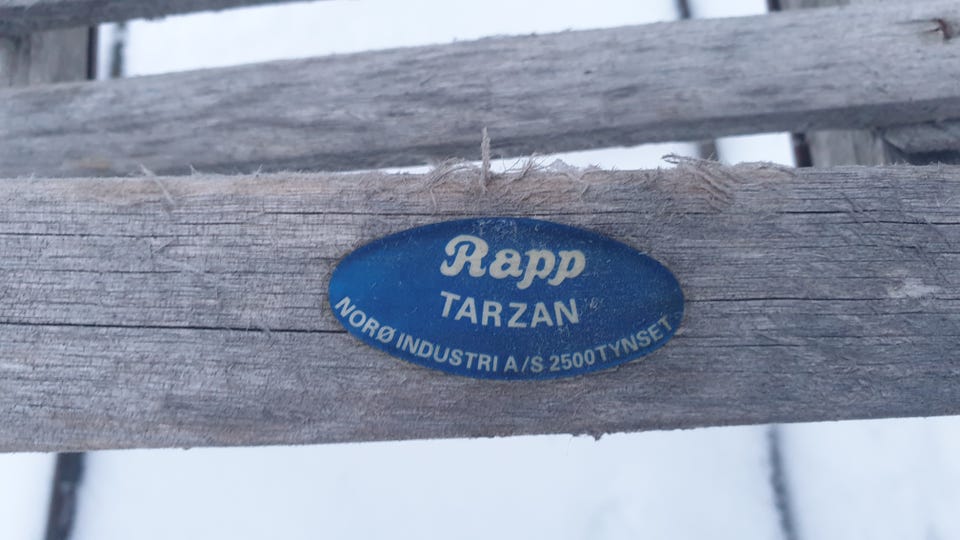 Rapp
TARZAN
NORØ INDUSTRI A/S 2500 TYNSET